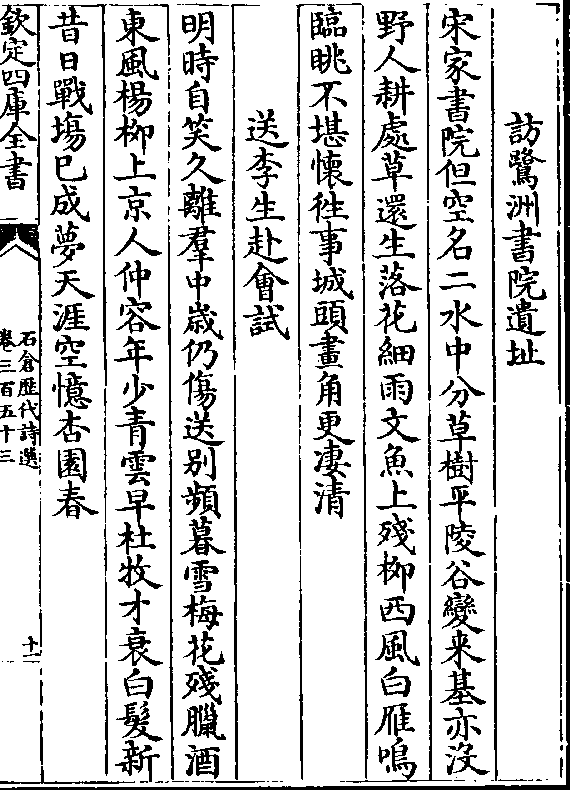 訪鷺洲書院遺址
宋家書院但空名二水中分草樹平陵谷變来基亦没
野人耕處草還生落花細雨文魚上殘柳西風白雁鳴
臨眺不堪懐徃事城頭畫角更凄清
送李生赴會試
明時自笑久離羣中歳仍傷送别頻暮雪梅花殘臘酒
東風楊柳上京人仲容年少青雲早杜牧才衰白髮新
昔日戰塲已成夢天涯空憶杏園春
欽定四庫全書
石倉歴代詩選
卷三百五十三
十一